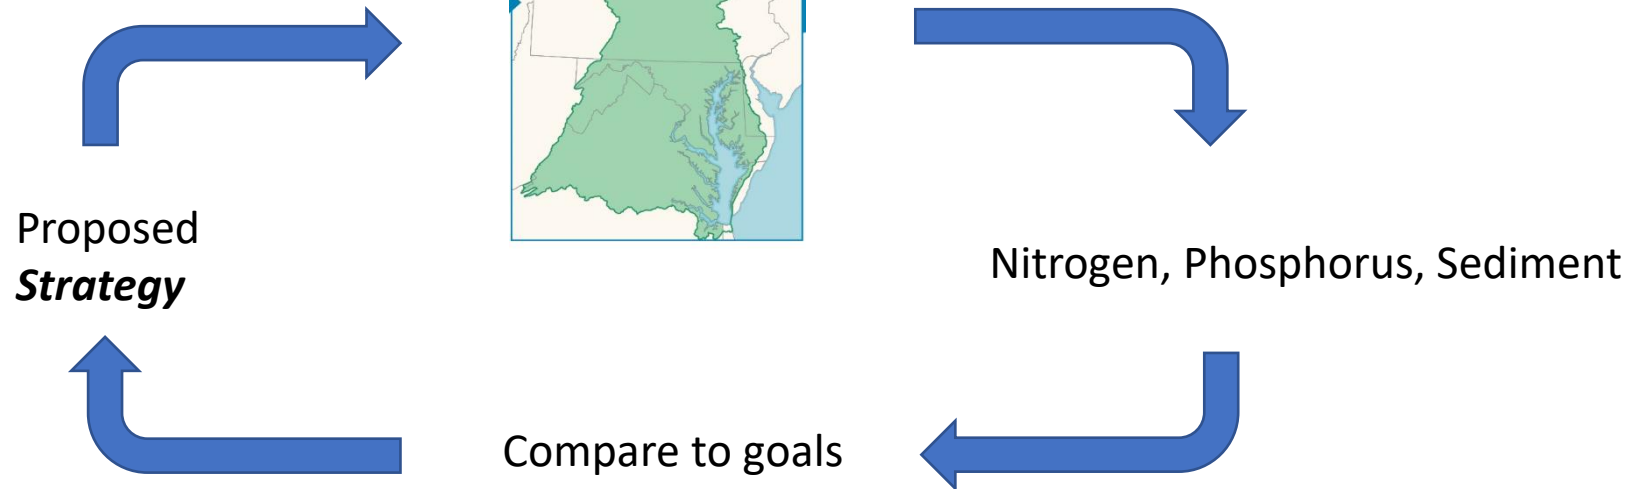 Proposed
Strategy
Nitrogen, Phosphorus, Sediment
Compare to goals